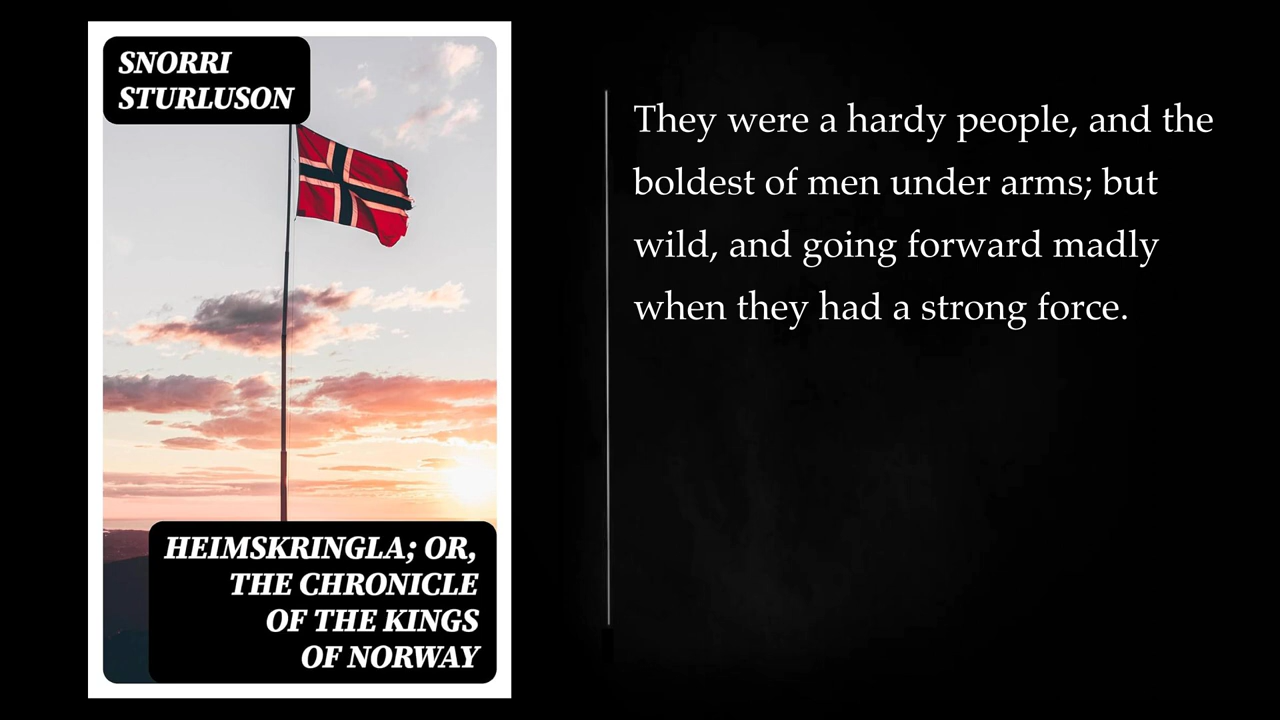 SNORRI
STURLUSON
HEIMSKRINGLA; OR,
THE CHRONICLE
OF THE KINGS
OF NORWAY
They were a hardy people, and the
boldest of men under arms; but
wild, and going forward madly
when they had a strong force.